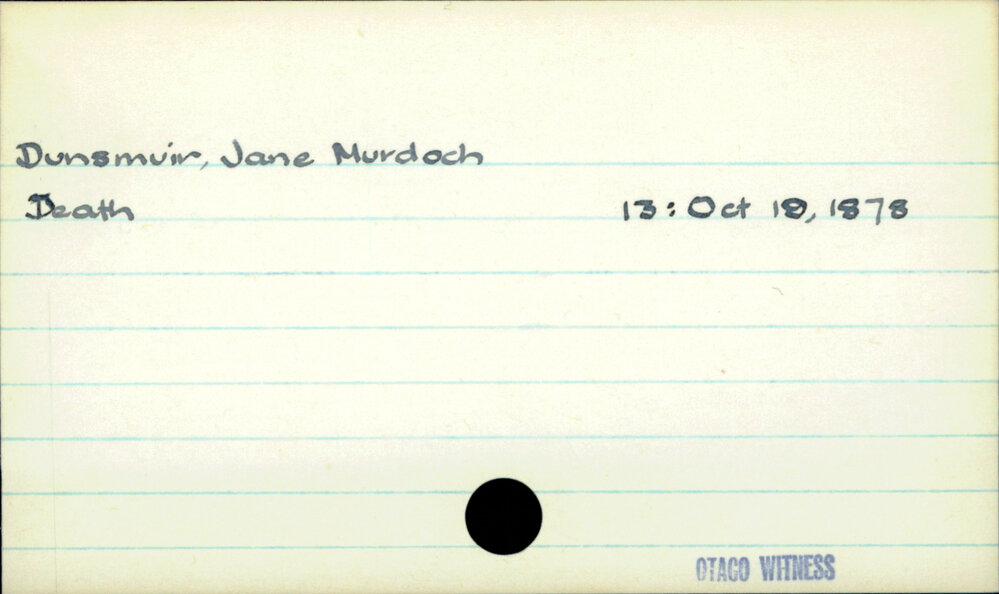 Dunsmuir, Jane Murdoch
Death 13: Oct 19, 1878
OTAGO WITNESS